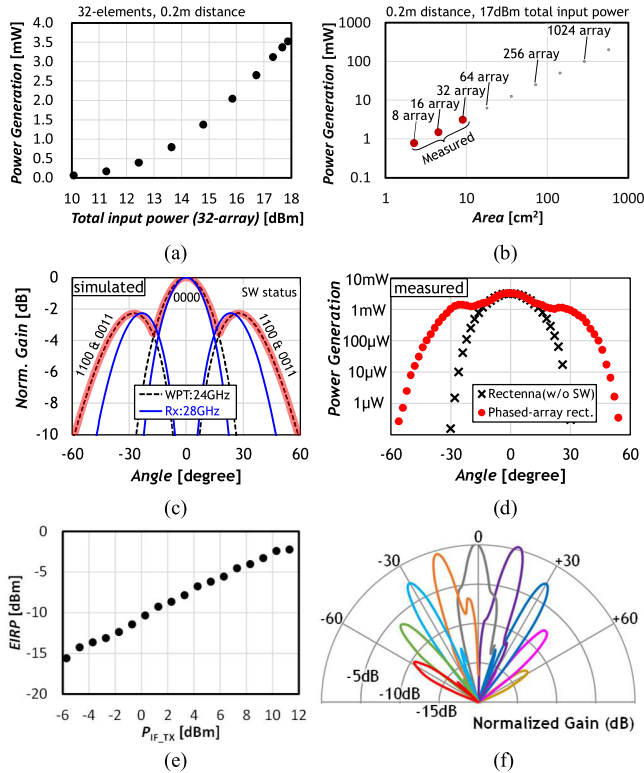 32-elements, 0.2m distance
Power Generation [mW]
4.0
3.5
3.0
2.5
2.0
1.5
1.0
0.5
0.0
10 11 12 13 14 15 16 17 18
Total input power (32-array) [dBm]
(a)
0.2m distance, 17dBm total input power
Power Generation [mW]
1000
100
10
1
0.1
1024 array
256 array
64 array
32 array
16 array
8 array
Measured
1 10 100 1000
Area [cm2]
(b)
simulated
SW status
0000
1100 & 0011
1100 & 0011
Norm. Gain [dB]
0
-2
-4
-6
-8
-10
WPT:24GHz
Rx:28GHz
-60 -30 0 30 60
Angle [degree]
(c)
measured
Power Generation
10mW
1mW
100µW
10µW
1µW
Rectenna(w/o SW)
Phased-array rect.
-60 -30 0 30 60
Angle [degree]
(d)
EIRP [dBm]
0
-5
-10
-15
-20
-6 -4 -2 0 2 4 6 8 10 12
PIF_TX [dBm]
(e)
0
-30 +30
-60 +60
-5dB
-10dB
-15dB
Normalized Gain (dB)
(f)